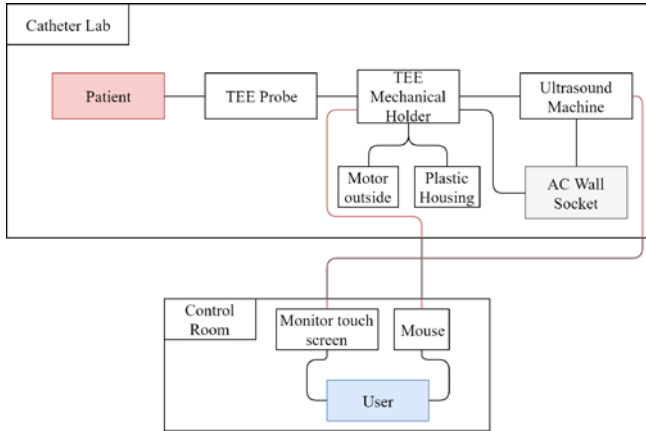 Catheter Lab
Patient
TEE Probe
TEE
Mechanical
Holder
Ultrasound
Machine
Motor
outside
Plastic
Housing
AC Wall
Socket
Control
Room
Monitor touch
screen
Mouse
User